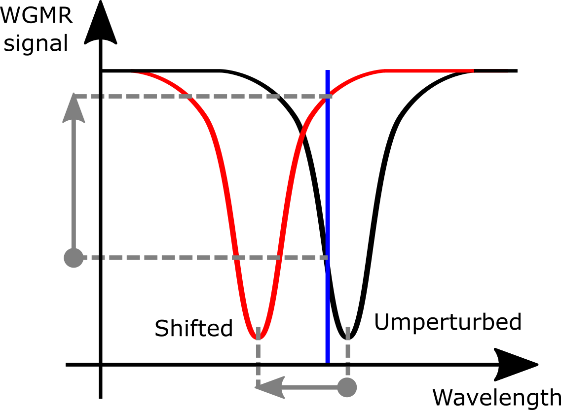 WGMR
signal
Shifted
Umperturbed
Wavelength